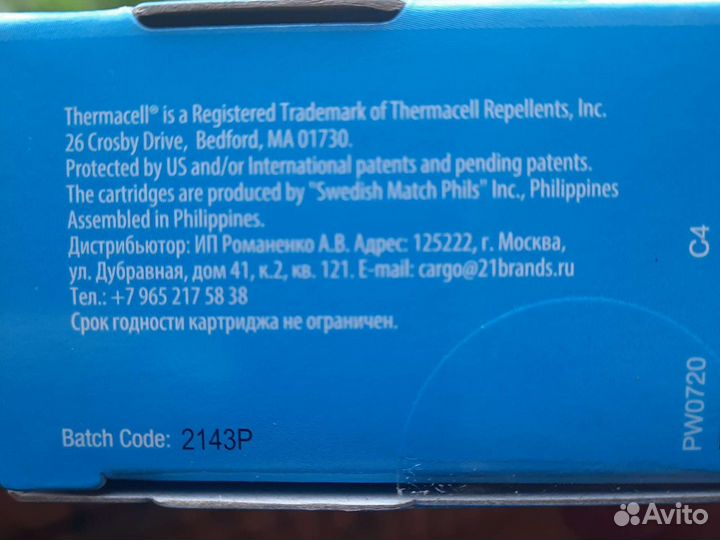 Thermacell® is a Registered Trademark of Thermacell Repellents, Inc.
26 Crosby Drive, Bedford, MA 01730.
Protected by US and/or International patents and pending patents.
The cartridges are produced by "Swedish Match Phils" Inc., Philippines
Assembled in Philippines.
Дистрибьютор: ИП Романенко А.В. Адрес: 125222, г. Москва,
ул. Дубравная, дом 41, к.2, кв. 121. E-mail: cargo@21brands.ru
Тел.: +7 965 217 58 38
Срок годности картриджа не ограничен.
Batch Code: 2143P
C4
PW0720
Avito